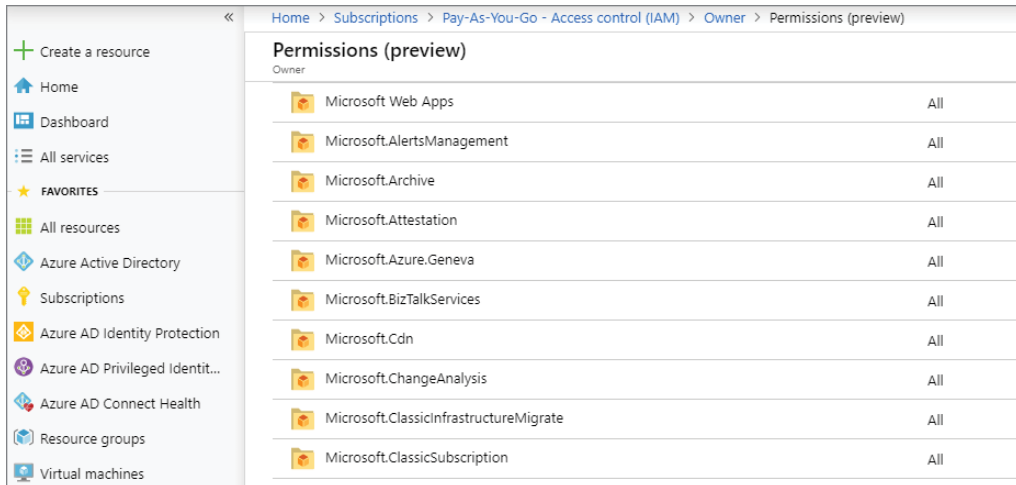 «
Create a resource
Home
Dashboard
All services
FAVORITES
All resources
Azure Active Directory
Subscriptions
Azure AD Identity Protection
Azure AD Privileged Identit...
Azure AD Connect Health
Resource groups
Virtual machines
Home > Subscriptions > Pay-As-You-Go - Access control (IAM) > Owner > Permissions (preview)
Permissions (preview)
Owner
Microsoft Web Apps All
Microsoft.AlertsManagement All
Microsoft.Archive All
Microsoft.Attestation All
Microsoft.Azure.Geneva All
Microsoft.BizTalkServices All
Microsoft.Cdn All
Microsoft.ChangeAnalysis All
Microsoft.ClassicInfrastructureMigrate All
Microsoft.ClassicSubscription All